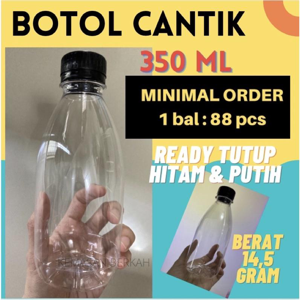 BOTOL CANTIK
350 ML
MINIMAL ORDER
1 bal : 88 pcs
READY TUTUP
HITAM & PUTIH
BERAT
14,5
GRAM